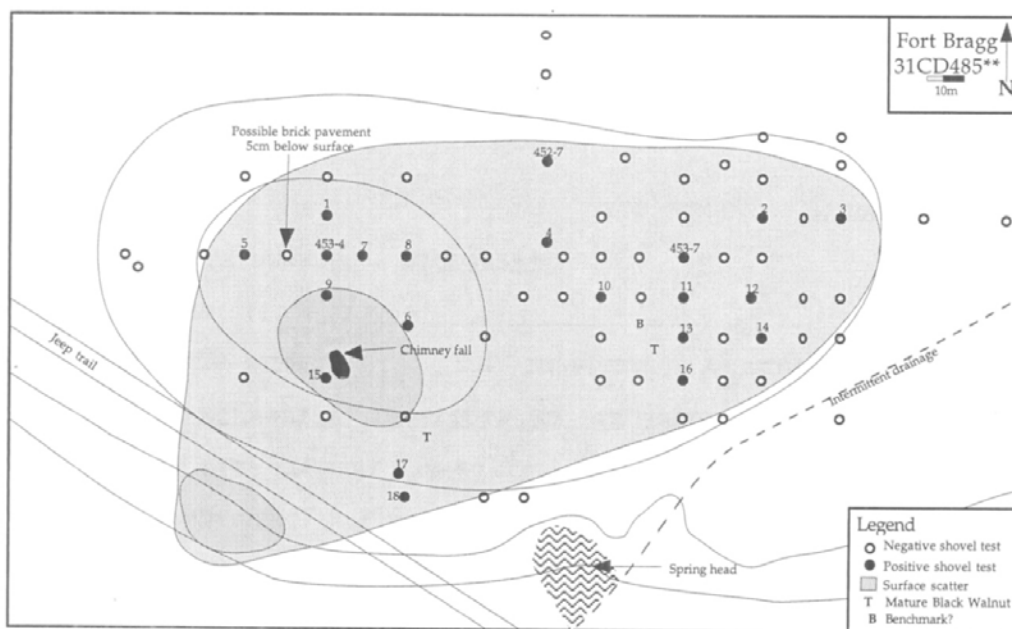 Fort Bragg
31CD485**
10m
N
Possible brick pavement
5cm below surface
452-7
1
2
3
4
5
453-4
7
8
453-7
9
10
11
12
6
B
13
14
Chimney fall
T
Jeep trail
15
16
Intermittent drainage
T
17
18
Spring head
Legend
Negative shovel test
Positive shovel test
Surface scatter
T Mature Black Walnut
B Benchmark?